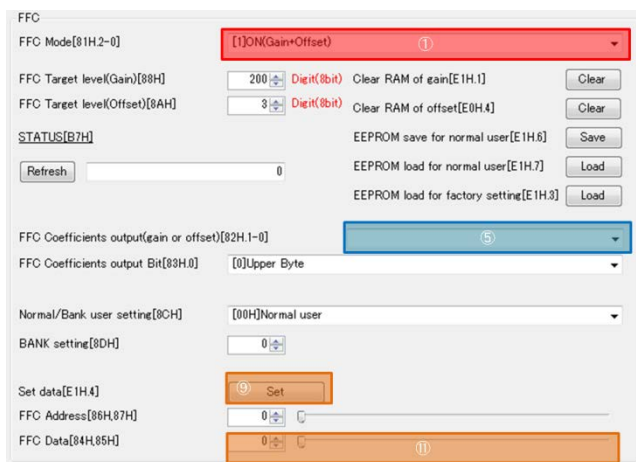 FFC
FFC Mode[81H.2-0] [1]ON(Gain+Offset) ①
FFC Target level(Gain)[88H] 200 Digit(8bit) Clear RAM of gain[E1H.1] Clear
FFC Target level(Offset)[8AH] 3 Digit(8bit) Clear RAM of offset[E0H.4] Clear
STATUS[B7H] EEPROM save for normal user[E1H.6] Save
Refresh 0 EEPROM load for normal user[E1H.7] Load
EEPROM load for factory setting[E1H.3] Load
FFC Coefficients output(gain or offset)[82H.1-0] ⑤
FFC Coefficients output Bit[83H.0] [0]Upper Byte
Normal/Bank user setting[8CH] [00H]Normal user
BANK setting[8DH] 0
Set data[E1H.4] ⑨ Set
FFC Address[86H,87H] 0
FFC Data[84H,85H] 0 ⑪